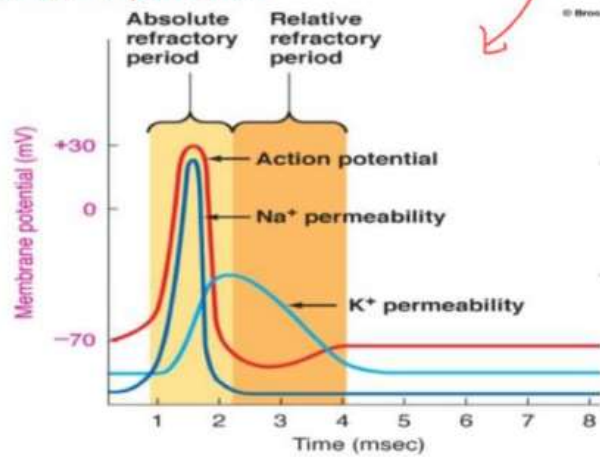 Absolute refractory period
Relative refractory period
© Broo
Membrane potential (mV)
+30
0
−70
Action potential
Na⁺ permeability
K⁺ permeability
1 2 3 4 5 6 7 8
Time (msec)